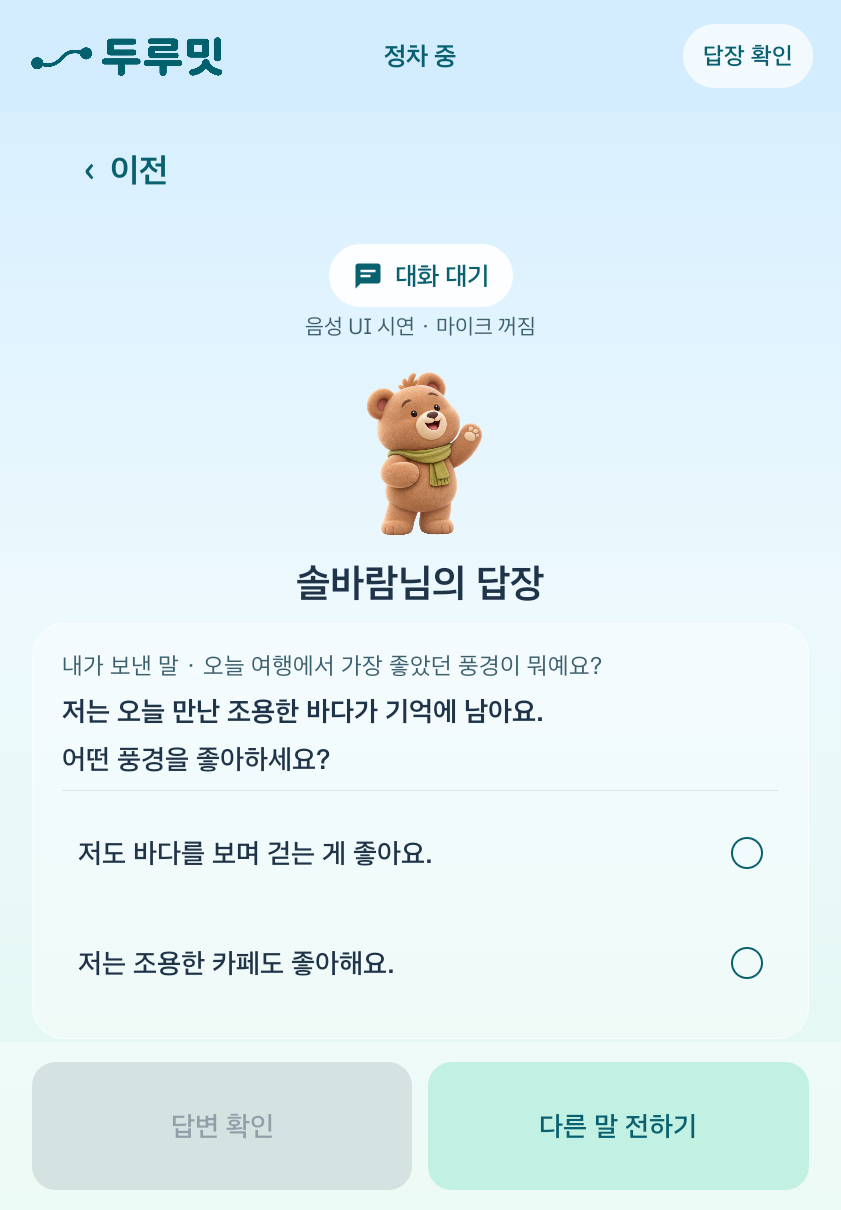 두루밋
정차 중
답장 확인
‹ 이전
대화 대기
음성 UI 시연 · 마이크 꺼짐
솔바람님의 답장
내가 보낸 말 · 오늘 여행에서 가장 좋았던 풍경이 뭐예요?
저는 오늘 만난 조용한 바다가 기억에 남아요.
어떤 풍경을 좋아하세요?
저도 바다를 보며 걷는 게 좋아요.
저는 조용한 카페도 좋아해요.
답변 확인
다른 말 전하기